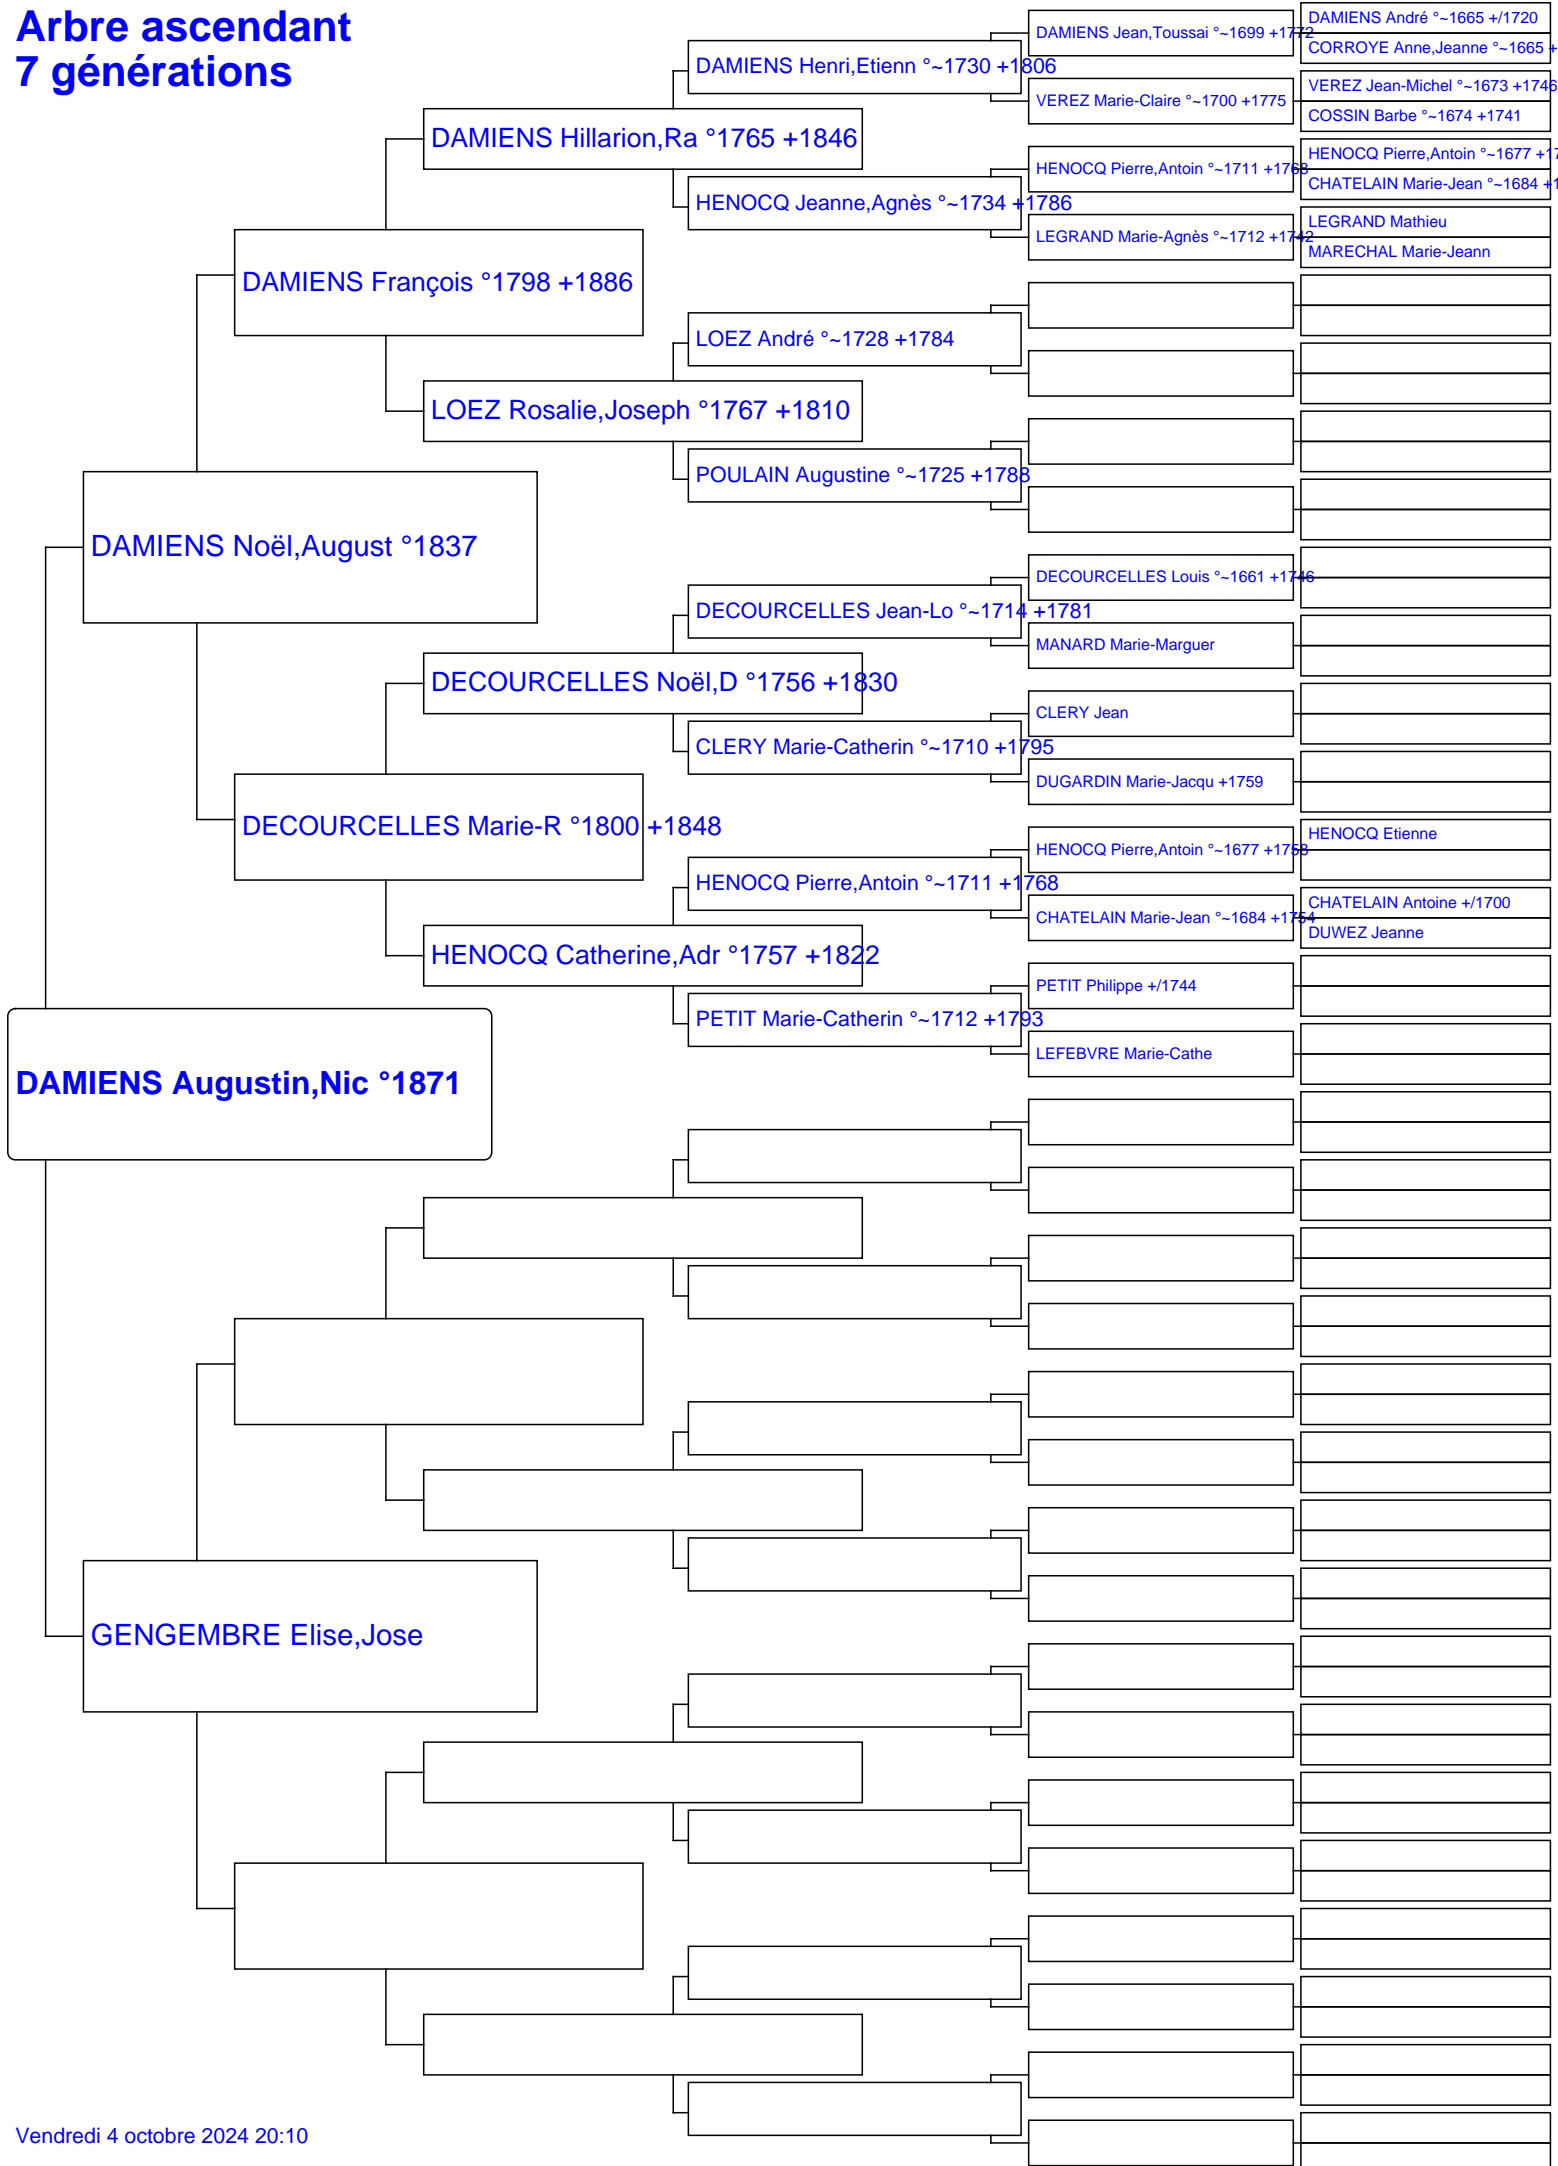 Arbre ascendant
7 générations
DAMIENS Augustin,Nic °1871
DAMIENS Noël,August °1837
GENGEMBRE Elise,Jose
DAMIENS François °1798 +1886
DECOURCELLES Marie-R °1800 +1848
DAMIENS Hillarion,Ra °1765 +1846
LOEZ Rosalie,Joseph °1767 +1810
DECOURCELLES Noël,D °1756 +1830
HENOCQ Catherine,Adr °1757 +1822
DAMIENS Henri,Etienn °~1730 +1806
HENOCQ Jeanne,Agnès °~1734 +1786
LOEZ André °~1728 +1784
POULAIN Augustine °~1725 +1788
DECOURCELLES Jean-Lo °~1714 +1781
CLERY Marie-Catherin °~1710 +1795
HENOCQ Pierre,Antoin °~1711 +1768
PETIT Marie-Catherin °~1712 +1793
DAMIENS Jean,Toussai °~1699 +1772
VEREZ Marie-Claire °~1700 +1775
HENOCQ Pierre,Antoin °~1711 +1768
LEGRAND Marie-Agnès °~1712 +1742
DECOURCELLES Louis °~1661 +1746
MANARD Marie-Marguer
CLERY Jean
DUGARDIN Marie-Jacqu +1759
HENOCQ Pierre,Antoin °~1677 +1758
CHATELAIN Marie-Jean °~1684 +1754
PETIT Philippe +/1744
LEFEBVRE Marie-Cathe
DAMIENS André °~1665 +/1720
CORROYE Anne,Jeanne °~1665 +
VEREZ Jean-Michel °~1673 +1746
COSSIN Barbe °~1674 +1741
HENOCQ Pierre,Antoin °~1677 +17
CHATELAIN Marie-Jean °~1684 +1
LEGRAND Mathieu
MARECHAL Marie-Jeann
HENOCQ Etienne
CHATELAIN Antoine +/1700
DUWEZ Jeanne
Vendredi 4 octobre 2024 20:10